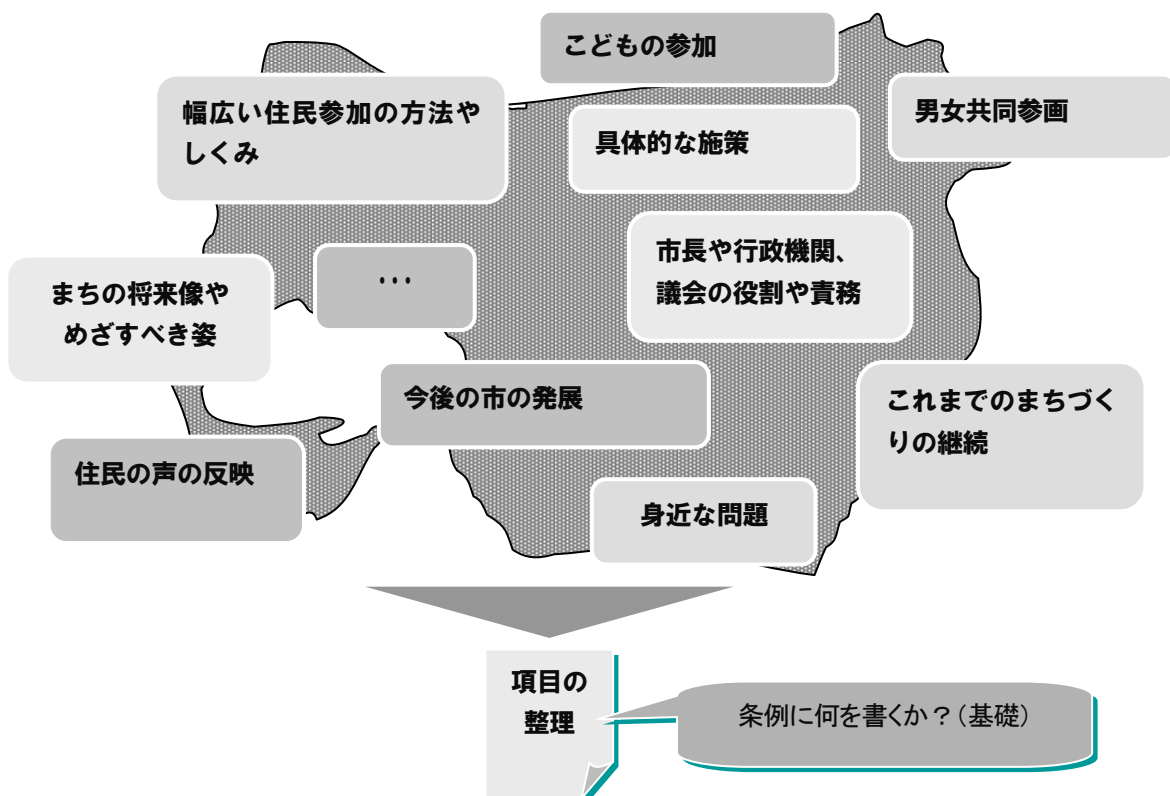 こどもの参加
幅広い住民参加の方法や
しくみ
具体的な施策
男女共同参画
市長や行政機関、
議会の役割や責務
・・・
まちの将来像や
めざすべき姿
今後の市の発展
これまでのまちづく
りの継続
住民の声の反映
身近な問題
項目の
整理
条例に何を書くか？（基礎）